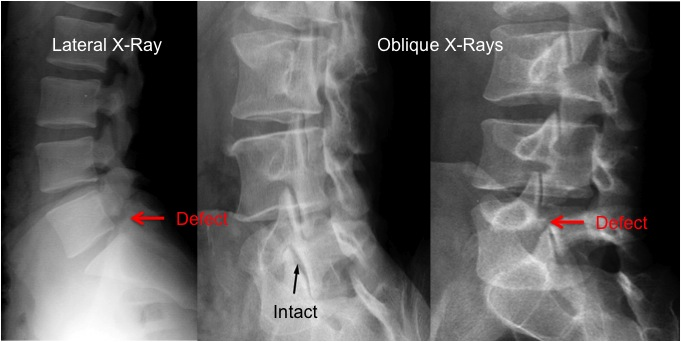 Lateral X-Ray
Oblique X-Rays
Defect
Defect
Intact